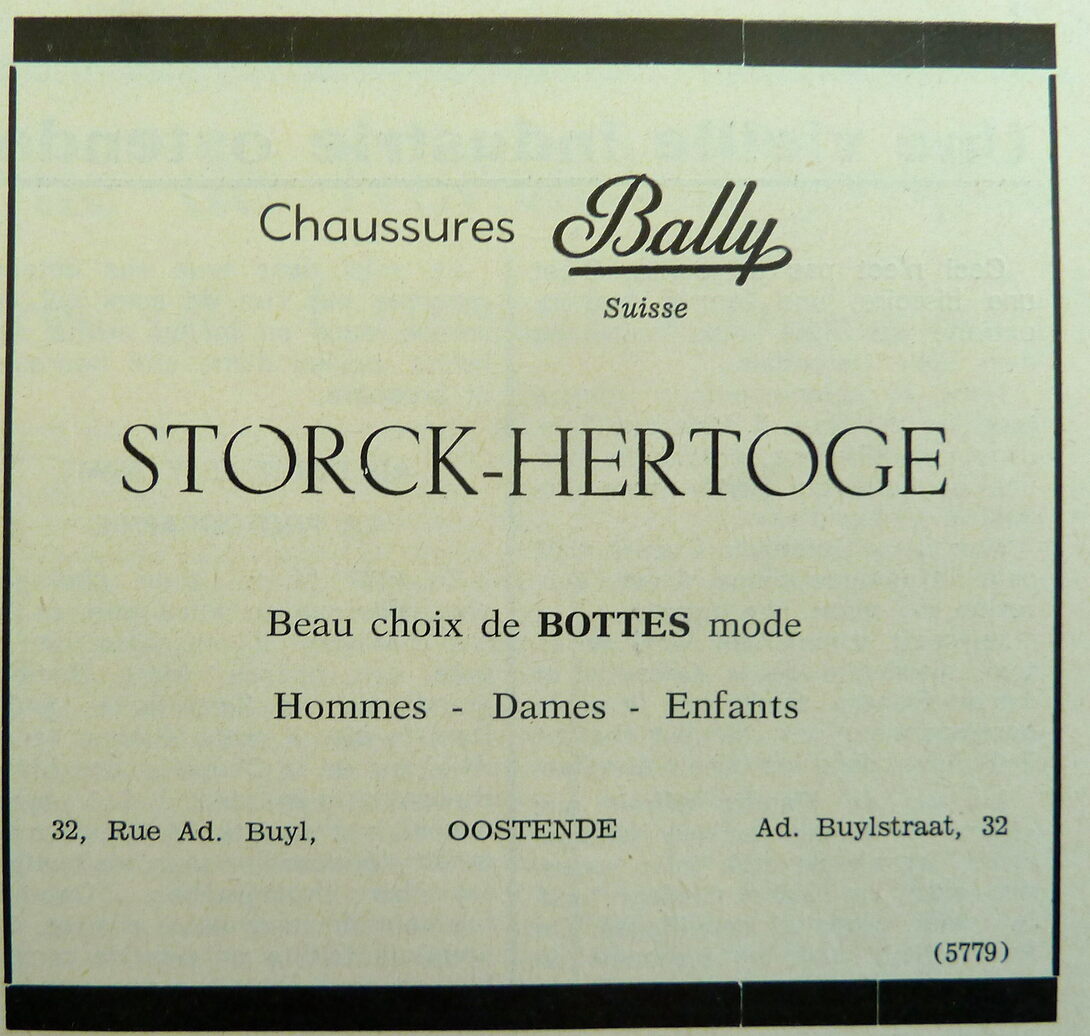 Chaussures Bally
Suisse
STORCK-HERTOGE
Beau choix de BOTTES mode
Hommes - Dames - Enfants
32, Rue Ad. Buyl, OOSTENDE Ad. Buylstraat, 32
(5779)